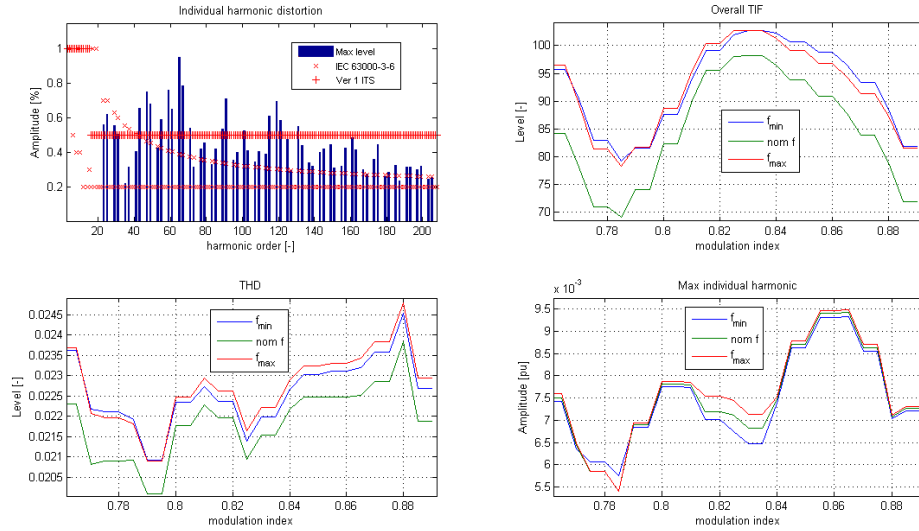 Individual harmonic distortion
Amplitude [%]
1
0.8
0.6
0.4
0.2
Max level
IEC 63000-3-6
Ver 1 ITS
20 40 60 80 100 120 140 160 180 200
harmonic order [-]
Overall TIF
Level [-]
100
95
90
85
80
75
70
f_min
nom f
f_max
0.78 0.8 0.82 0.84 0.86 0.88
modulation index
THD
Level [-]
0.0245
0.024
0.0235
0.023
0.0225
0.022
0.0215
0.021
0.0205
f_min
nom f
f_max
0.78 0.8 0.82 0.84 0.86 0.88
modulation index
Max individual harmonic
x 10^-3
Amplitude [pu]
9.5
9
8.5
8
7.5
7
6.5
6
5.5
f_min
nom f
f_max
0.78 0.8 0.82 0.84 0.86 0.88
modulation index